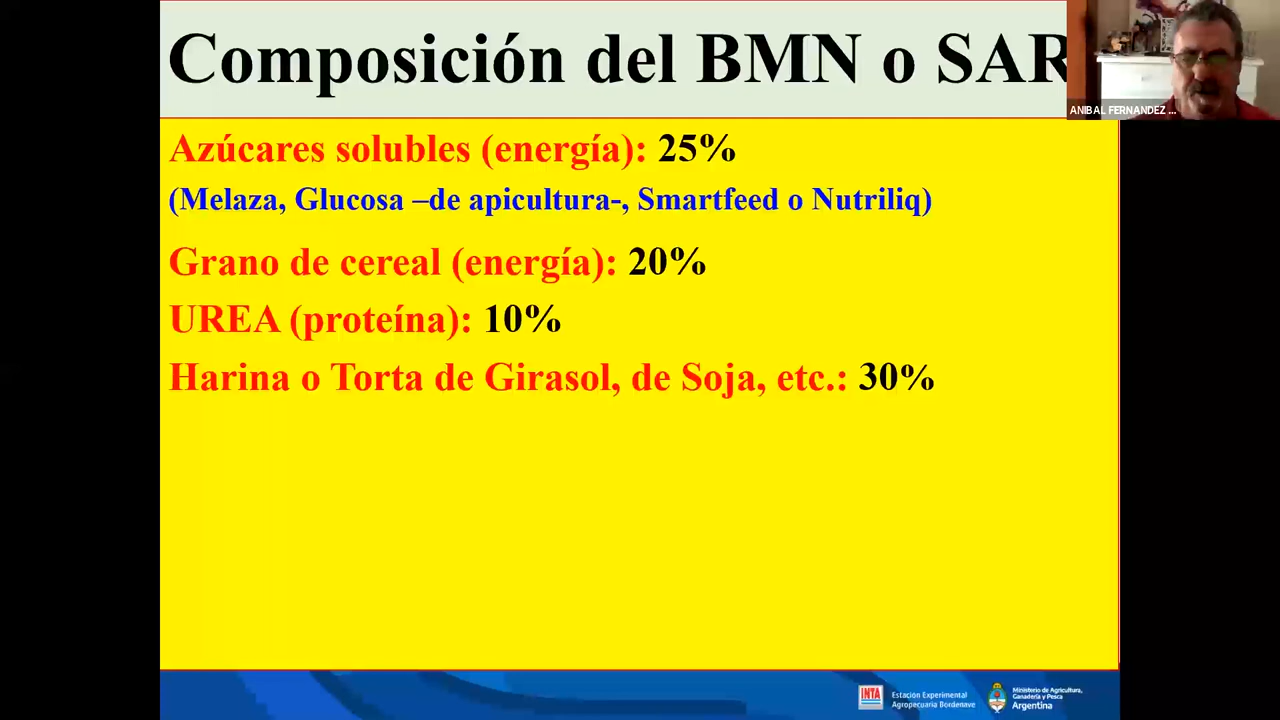 Composición del BMN o SAR
ANIBAL FERNANDEZ ...
Azúcares solubles (energía): 25%
(Melaza, Glucosa –de apicultura-, Smartfeed o Nutriliq)
Grano de cereal (energía): 20%
UREA (proteína): 10%
Harina o Torta de Girasol, de Soja, etc.: 30%
INTA
Estación Experimental
Agropecuaria Bordenave
Ministerio de Agricultura,
Ganadería y Pesca
Argentina